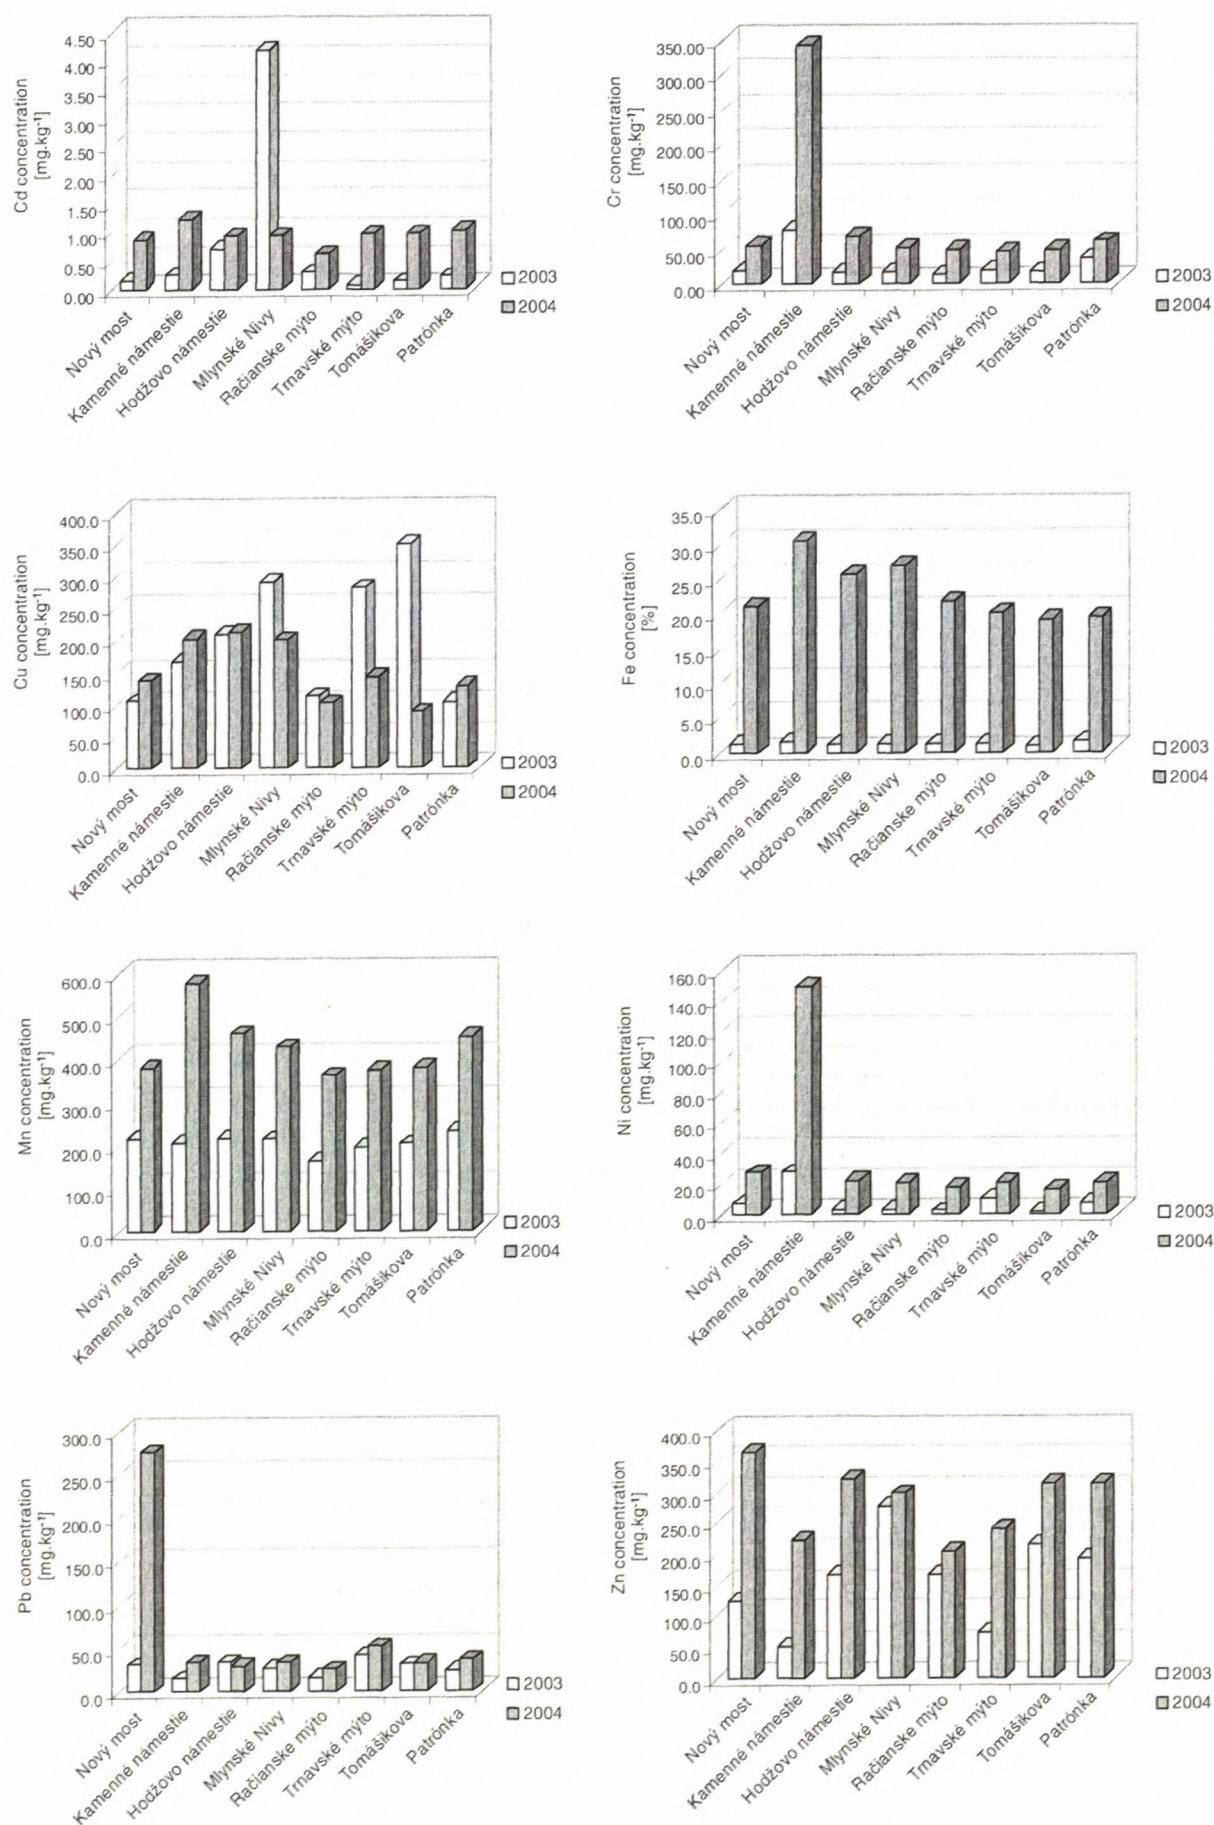 Cd concentration
[mg.kg⁻¹]
4.50
4.00
3.50
3.00
2.50
2.00
1.50
1.00
0.50
0.00
Nový most
Kamenné námestie
Hodžovo námestie
Mlynské Nivy
Račianske mýto
Trnavské mýto
Tomášikova
Patrónka
2003
2004
Cr concentration
[mg.kg⁻¹]
350.00
300.00
250.00
200.00
150.00
100.00
50.00
0.00
Nový most
Kamenné námestie
Hodžovo námestie
Mlynské Nivy
Račianske mýto
Trnavské mýto
Tomášikova
Patrónka
2003
2004
Cu concentration
[mg.kg⁻¹]
400.0
350.0
300.0
250.0
200.0
150.0
100.0
50.0
0.0
Nový most
Kamenné námestie
Hodžovo námestie
Mlynské Nivy
Račianske mýto
Trnavské mýto
Tomášikova
Patrónka
2003
2004
Fe concentration
[%]
35.0
30.0
25.0
20.0
15.0
10.0
5.0
0.0
Nový most
Kamenné námestie
Hodžovo námestie
Mlynské Nivy
Račianske mýto
Trnavské mýto
Tomášikova
Patrónka
2003
2004
Mn concentration
[mg.kg⁻¹]
600.0
500.0
400.0
300.0
200.0
100.0
0.0
Nový most
Kamenné námestie
Hodžovo námestie
Mlynské Nivy
Račianske mýto
Trnavské mýto
Tomášikova
Patrónka
2003
2004
Ni concentration
[mg.kg⁻¹]
160.0
140.0
120.0
100.0
80.0
60.0
40.0
20.0
0.0
Nový most
Kamenné námestie
Hodžovo námestie
Mlynské Nivy
Račianske mýto
Trnavské mýto
Tomášikova
Patrónka
2003
2004
Pb concentration
[mg.kg⁻¹]
300.0
250.0
200.0
150.0
100.0
50.0
0.0
Nový most
Kamenné námestie
Hodžovo námestie
Mlynské Nivy
Račianske mýto
Trnavské mýto
Tomášikova
Patrónka
2003
2004
Zn concentration
[mg.kg⁻¹]
400.0
350.0
300.0
250.0
200.0
150.0
100.0
50.0
0.0
Nový most
Kamenné námestie
Hodžovo námestie
Mlynské Nivy
Račianske mýto
Trnavské mýto
Tomášikova
Patrónka
2003
2004